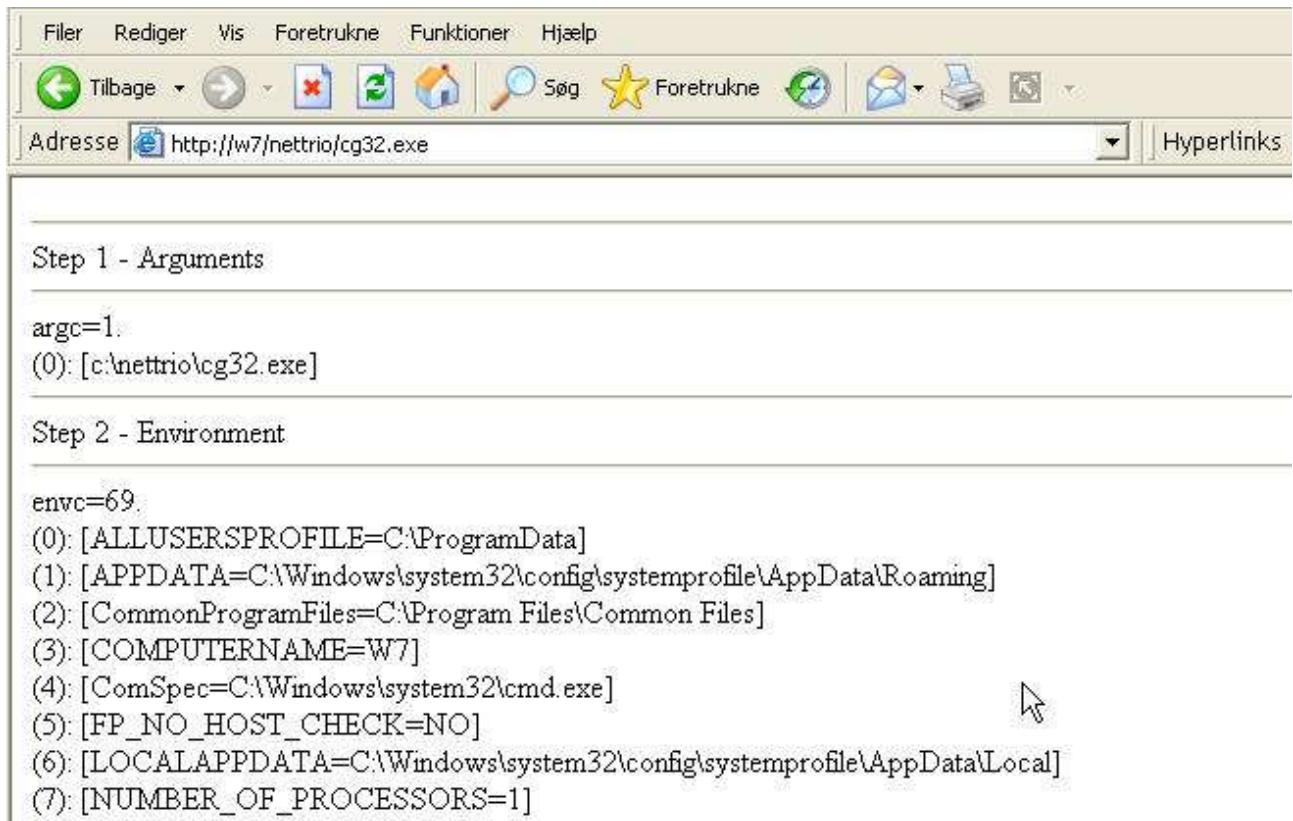 Filer Rediger Vis Foretrukne Funktioner Hjælp
Tilbage Søg Foretrukne
Adresse http://w7/nettrio/cg32.exe Hyperlinks
Step 1 - Arguments
argc=1.
(0): [c:\nettrio\cg32.exe]
Step 2 - Environment
envc=69.
(0): [ALLUSERSPROFILE=C:\ProgramData]
(1): [APPDATA=C:\Windows\system32\config\systemprofile\AppData\Roaming]
(2): [CommonProgramFiles=C:\Program Files\Common Files]
(3): [COMPUTERNAME=W7]
(4): [ComSpec=C:\Windows\system32\cmd.exe]
(5): [FP_NO_HOST_CHECK=NO]
(6): [LOCALAPPDATA=C:\Windows\system32\config\systemprofile\AppData\Local]
(7): [NUMBER_OF_PROCESSORS=1]